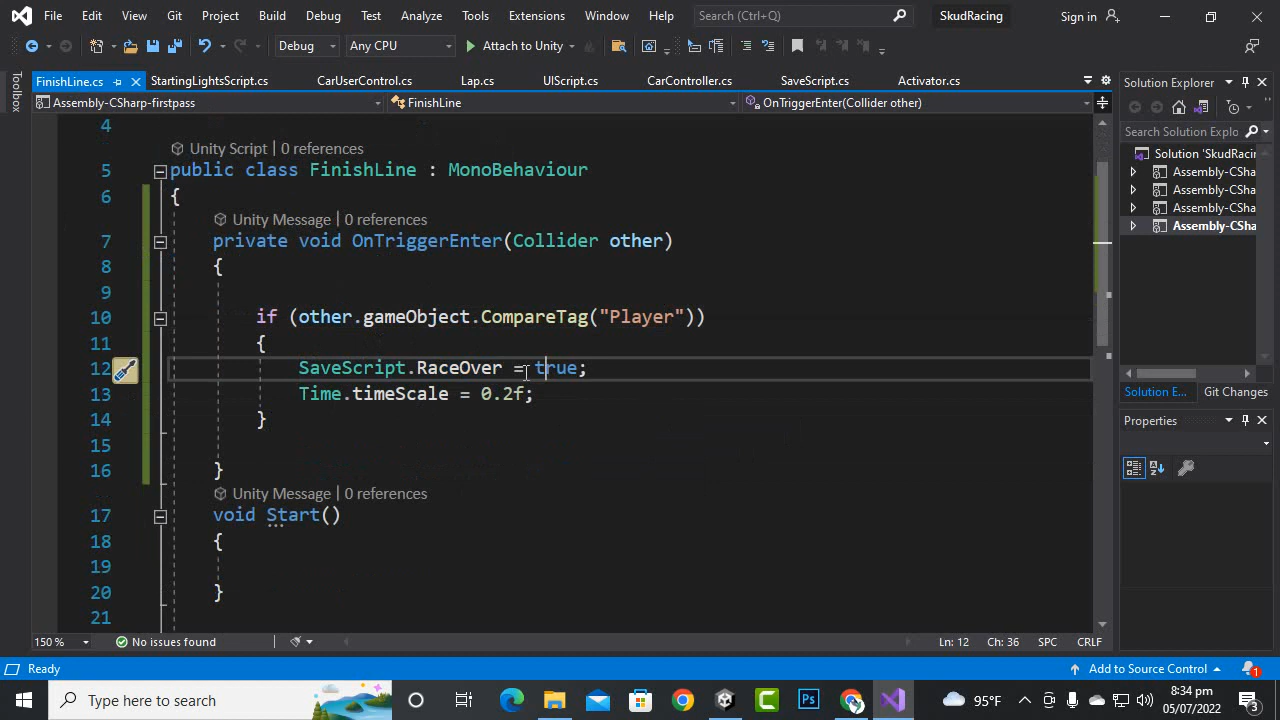 File Edit View Git Project Build Debug Test Analyze Tools Extensions Window Help Search (Ctrl+Q) SkudRacing Sign in
Debug Any CPU Attach to Unity
FinishLine.cs StartingLightsScript.cs CarUserControl.cs Lap.cs UIScript.cs CarController.cs SaveScript.cs Activator.cs
Assembly-CSharp-firstpass FinishLine OnTriggerEnter(Collider other)
Toolbox
4
Unity Script | 0 references
5 public class FinishLine : MonoBehaviour
6 {
Unity Message | 0 references
7 private void OnTriggerEnter(Collider other)
8 {
9
10 if (other.gameObject.CompareTag("Player"))
11 {
12 SaveScript.RaceOver = true;
13 Time.timeScale = 0.2f;
14 }
15
16 }
Unity Message | 0 references
17 void Start()
18 {
19
20 }
21
150 % No issues found Ln: 12 Ch: 36 SPC CRLF
Solution Explorer
Search Solution Explo
Solution 'SkudRacing'
Assembly-CSha
Assembly-CSha
Assembly-CSha
Assembly-CSha
Solution E... Git Changes
Properties
Ready Add to Source Control 1
Type here to search Ps 95°F 8:34 pm
05/07/2022 3